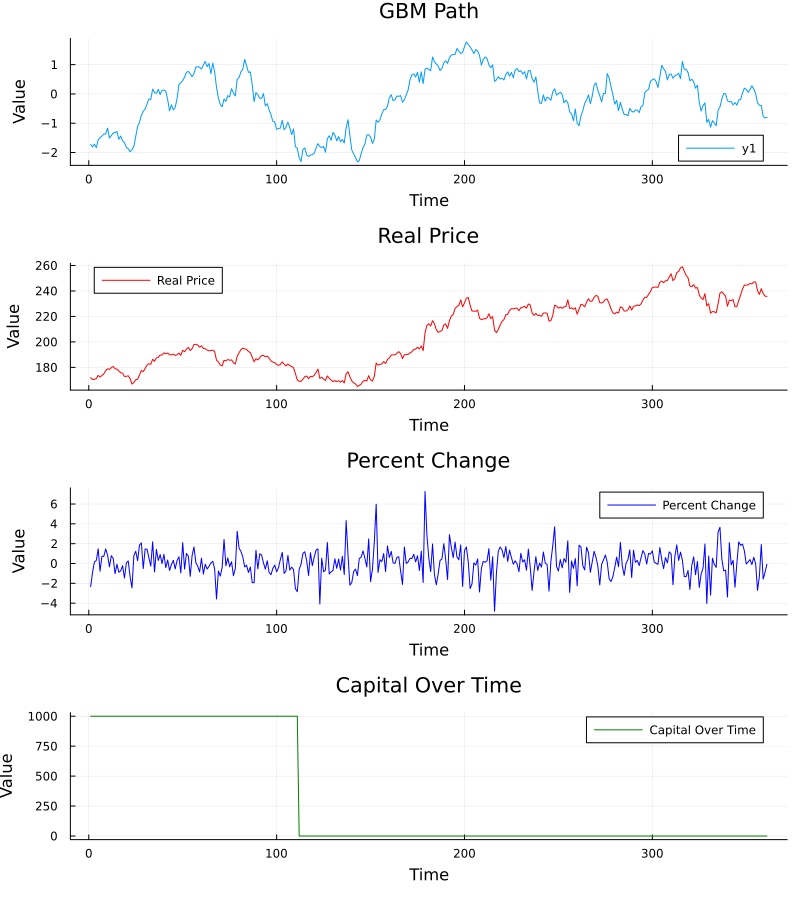 GBM Path
Value
1
0
−1
−2
y1
0
100
200
300
Time
Real Price
Value
260
240
220
200
180
Real Price
0
100
200
300
Time
Percent Change
Value
6
4
2
0
−2
−4
Percent Change
0
100
200
300
Time
Capital Over Time
Value
1000
750
500
250
0
Capital Over Time
0
100
200
300
Time